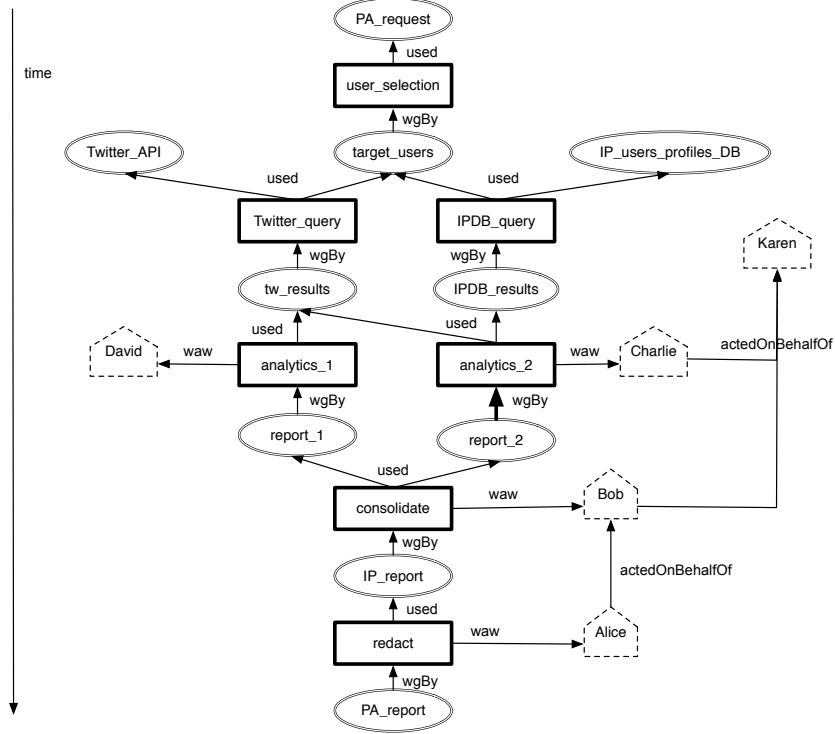 PA_request
used
time
user_selection
wgBy
Twitter_API
target_users
IP_users_profiles_DB
used
used
Twitter_query
IPDB_query
Karen
wgBy
wgBy
tw_results
IPDB_results
used
used
David
waw
analytics_1
analytics_2
waw
Charlie
actedOnBehalfOf
wgBy
wgBy
report_1
report_2
used
consolidate
waw
Bob
wgBy
IP_report
actedOnBehalfOf
used
redact
waw
Alice
wgBy
PA_report